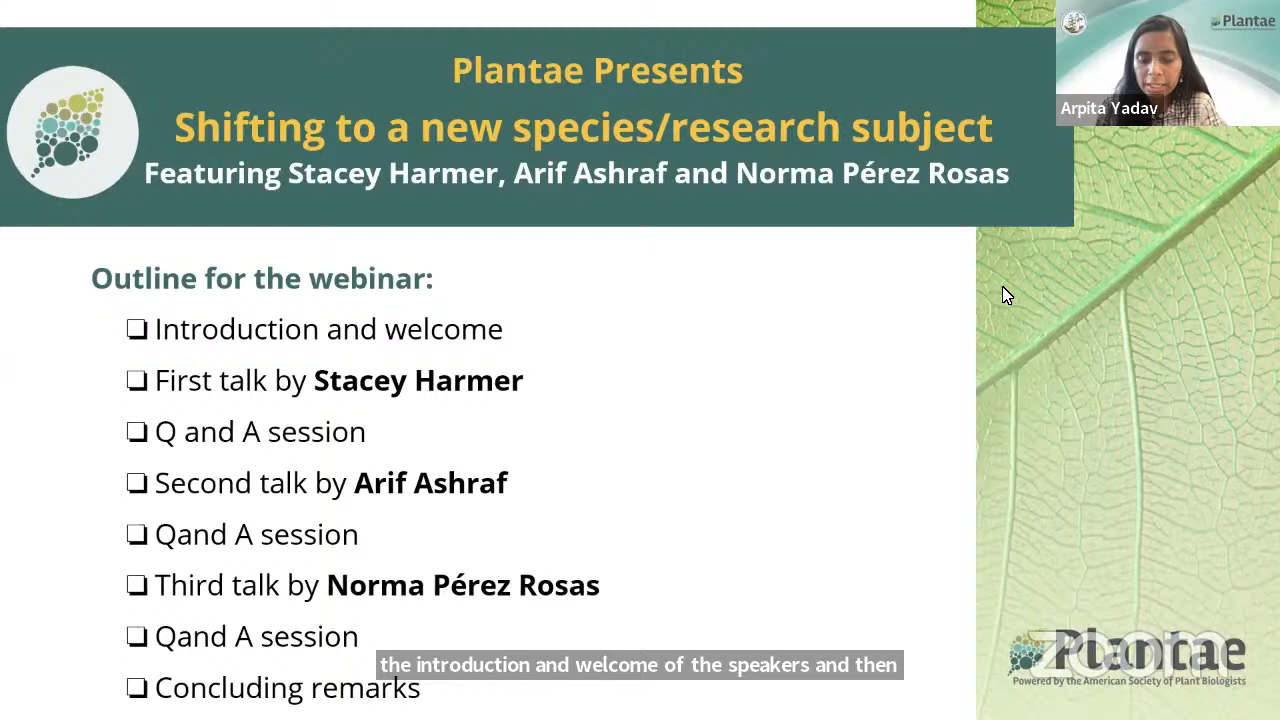 Plantae Presents
Shifting to a new species/research subject
Featuring Stacey Harmer, Arif Ashraf and Norma Pérez Rosas
Plantae
Arpita Yadav
Outline for the webinar:
❑ Introduction and welcome
❑ First talk by Stacey Harmer
❑ Q and A session
❑ Second talk by Arif Ashraf
❑ Qand A session
❑ Third talk by Norma Pérez Rosas
❑ Qand A session
the introduction and welcome of the speakers and then
❑ Concluding remarks
zoom
Plantae
Powered by the American Society of Plant Biologists